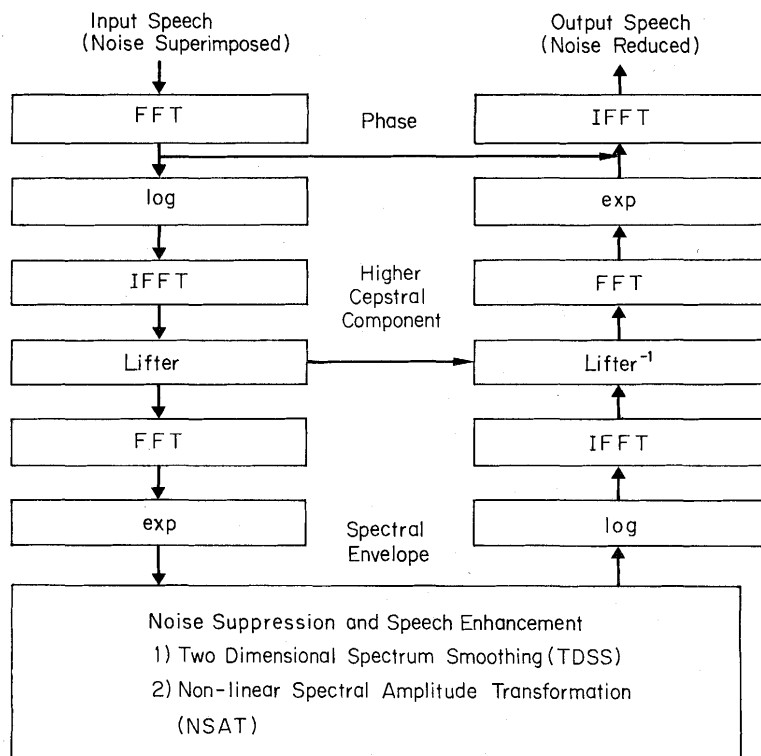 Input Speech
(Noise Superimposed)
Output Speech
(Noise Reduced)
FFT
Phase
IFFT
log
exp
IFFT
Higher
Cepstral
Component
FFT
Lifter
Lifter⁻¹
FFT
IFFT
exp
Spectral
Envelope
log
Noise Suppression and Speech Enhancement
1) Two Dimensional Spectrum Smoothing (TDSS)
2) Non-linear Spectral Amplitude Transformation
(NSAT)